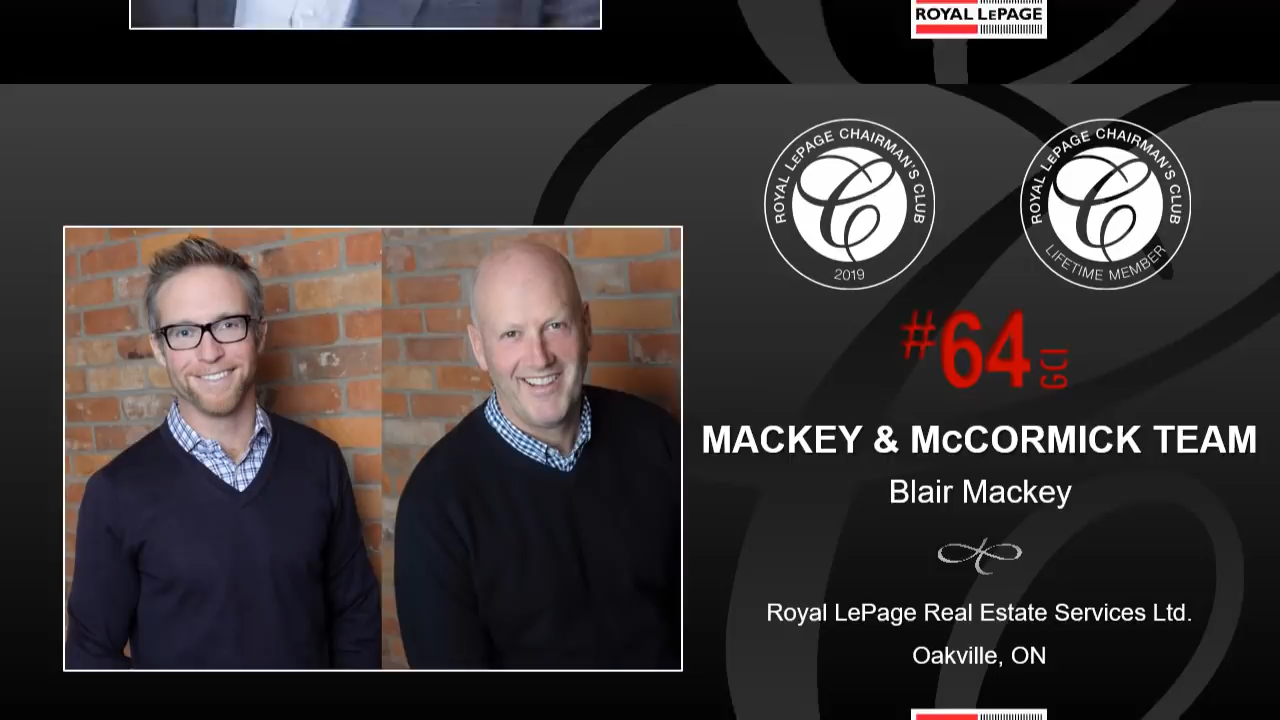 ROYAL LEPAGE
ROYAL LEPAGE CHAIRMAN'S CLUB
2019
ROYAL LEPAGE CHAIRMAN'S CLUB
LIFETIME MEMBER
#64 GCI
MACKEY & McCORMICK TEAM
Blair Mackey
Royal LePage Real Estate Services Ltd.
Oakville, ON